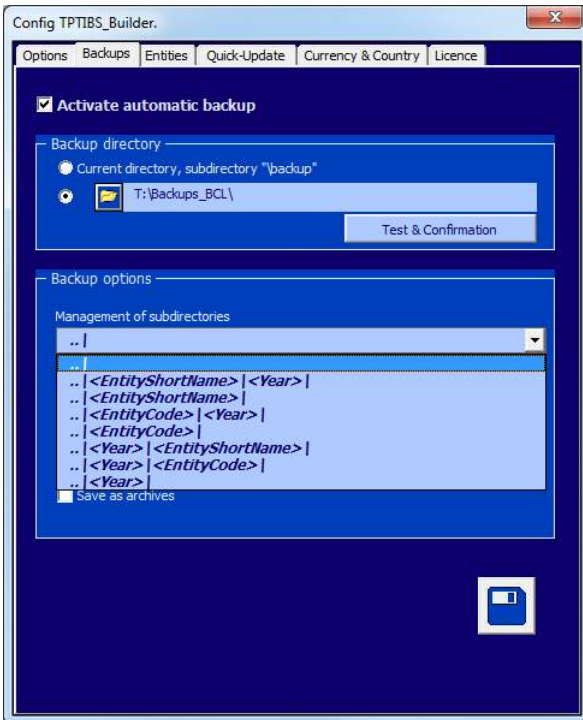 Config TPTIBS_Builder.
Options Backups Entities Quick-Update Currency & Country Licence
Activate automatic backup
Backup directory
Current directory, subdirectory "\backup"
T:\Backups_BCL\
Test & Confirmation
Backup options
Management of subdirectories
..|
..|
..|<EntityShortName>|<Year>|
..|<EntityShortName>|
..|<EntityCode>|<Year>|
..|<EntityCode>|
..|<Year>|<EntityShortName>|
..|<Year>|<EntityCode>|
..|<Year>|
Save as archives